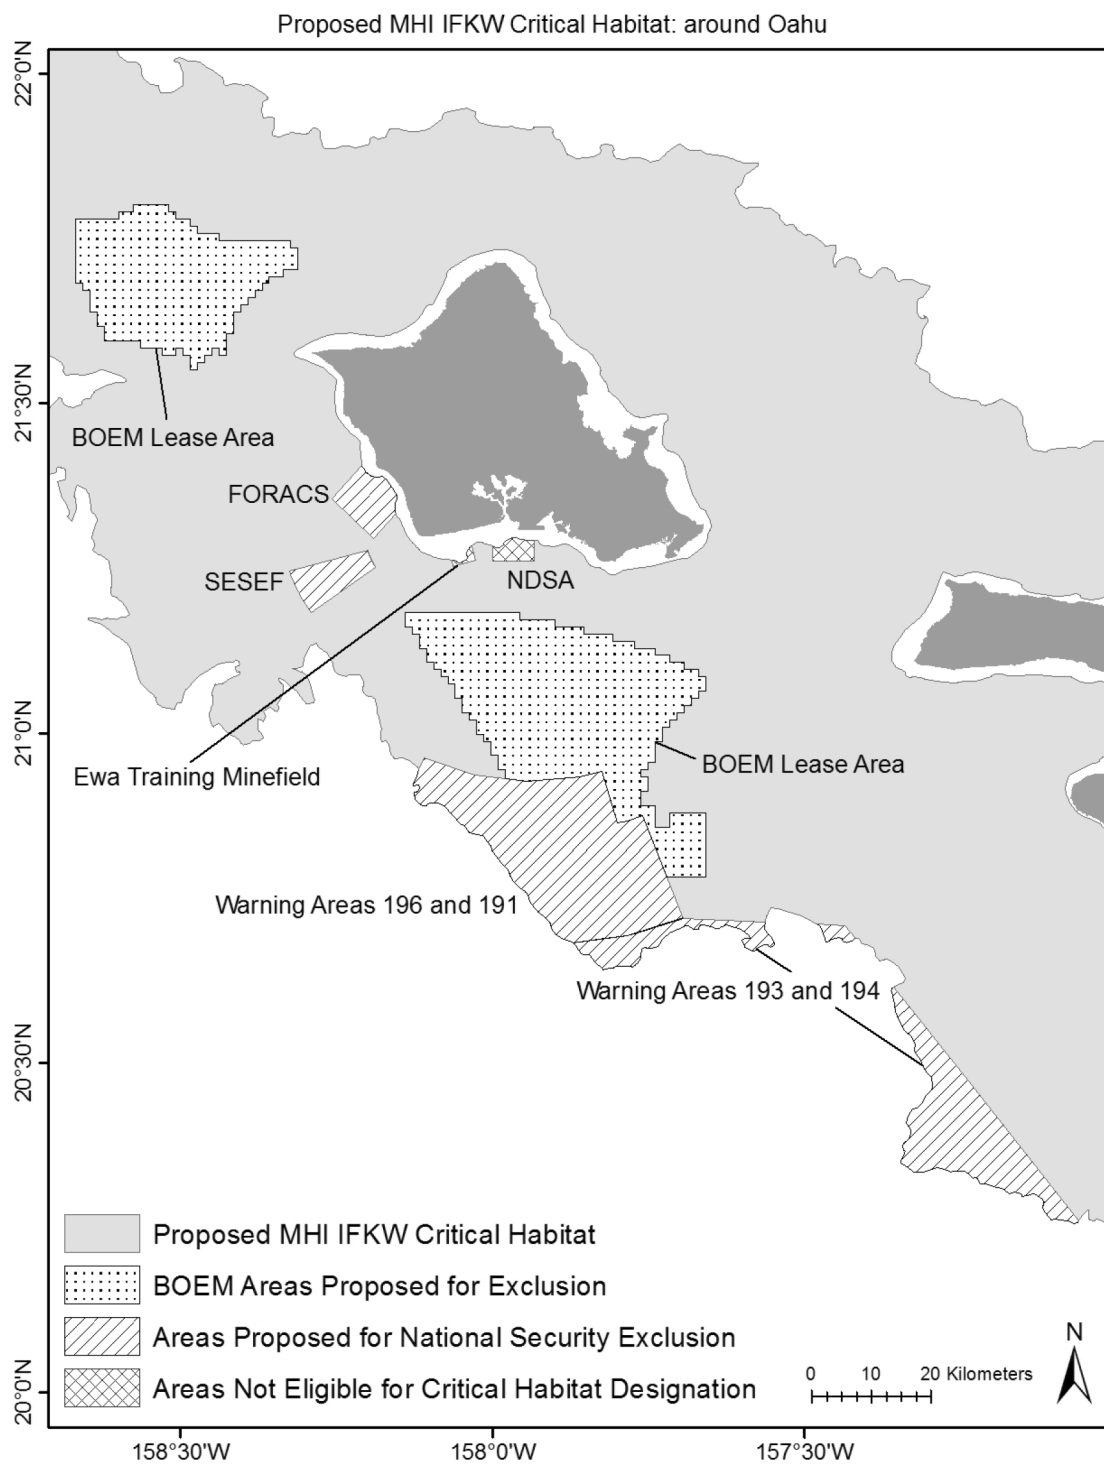 Proposed MHI IFKW Critical Habitat: around Oahu
22°0'N
21°30'N
21°0'N
20°30'N
20°0'N
BOEM Lease Area
FORACS
SESEF
NDSA
Ewa Training Minefield
BOEM Lease Area
Warning Areas 196 and 191
Warning Areas 193 and 194
Proposed MHI IFKW Critical Habitat
BOEM Areas Proposed for Exclusion
Areas Proposed for National Security Exclusion
Areas Not Eligible for Critical Habitat Designation
N
0 10 20 Kilometers
158°30'W 158°0'W 157°30'W